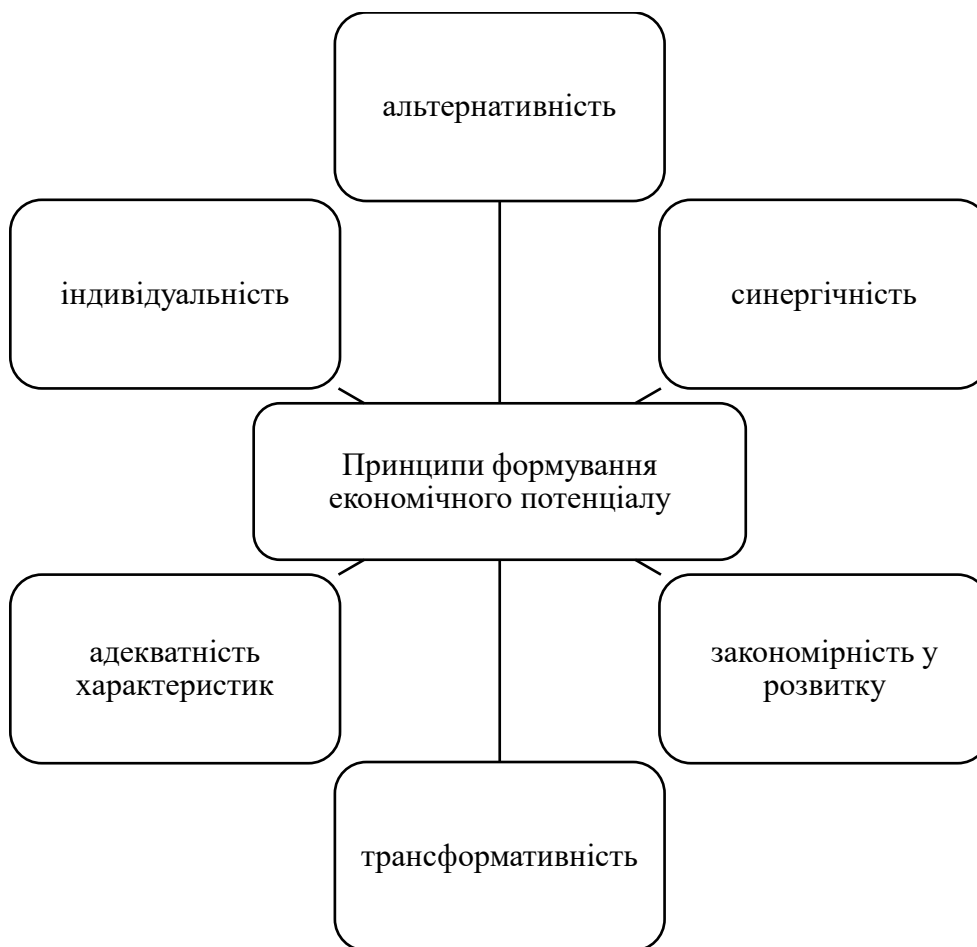 альтернативність
індивідуальність
синергічність
Принципи формування
економічного потенціалу
адекватність
характеристик
закономірність у
розвитку
трансформативність